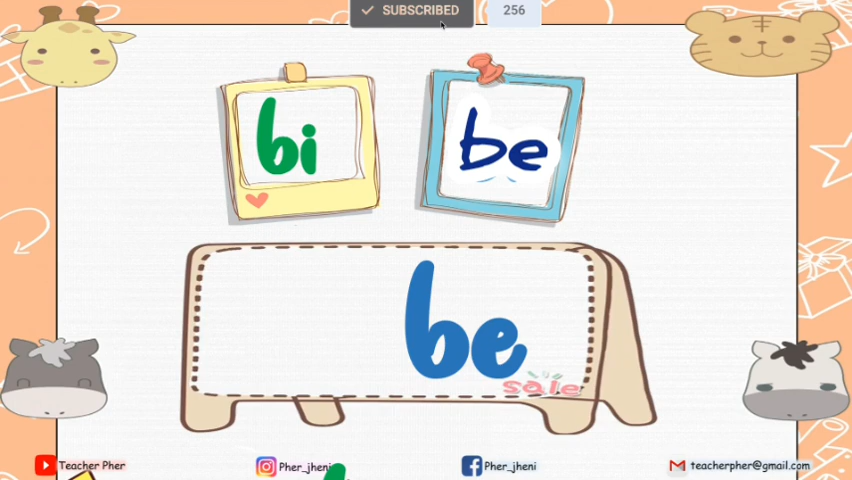 SUBSCRIBED 256
bi be
be
sale
Teacher Pher Pher_jheni Pher_jheni teacherpher@gmail.com